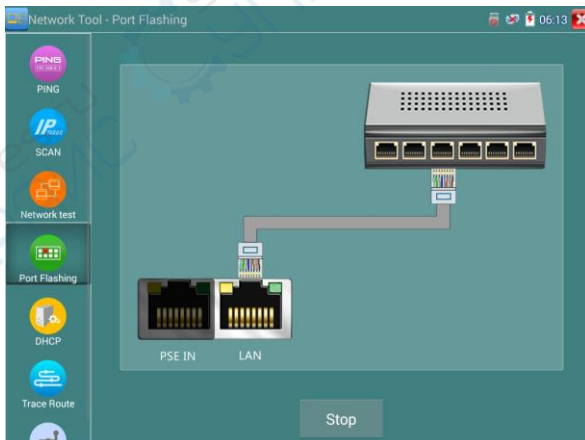 Network Tool - Port Flashing
06:13
PING
PING
SCAN
IP
Network test
Port Flashing
DHCP
Trace Route
PSE IN
LAN
Stop